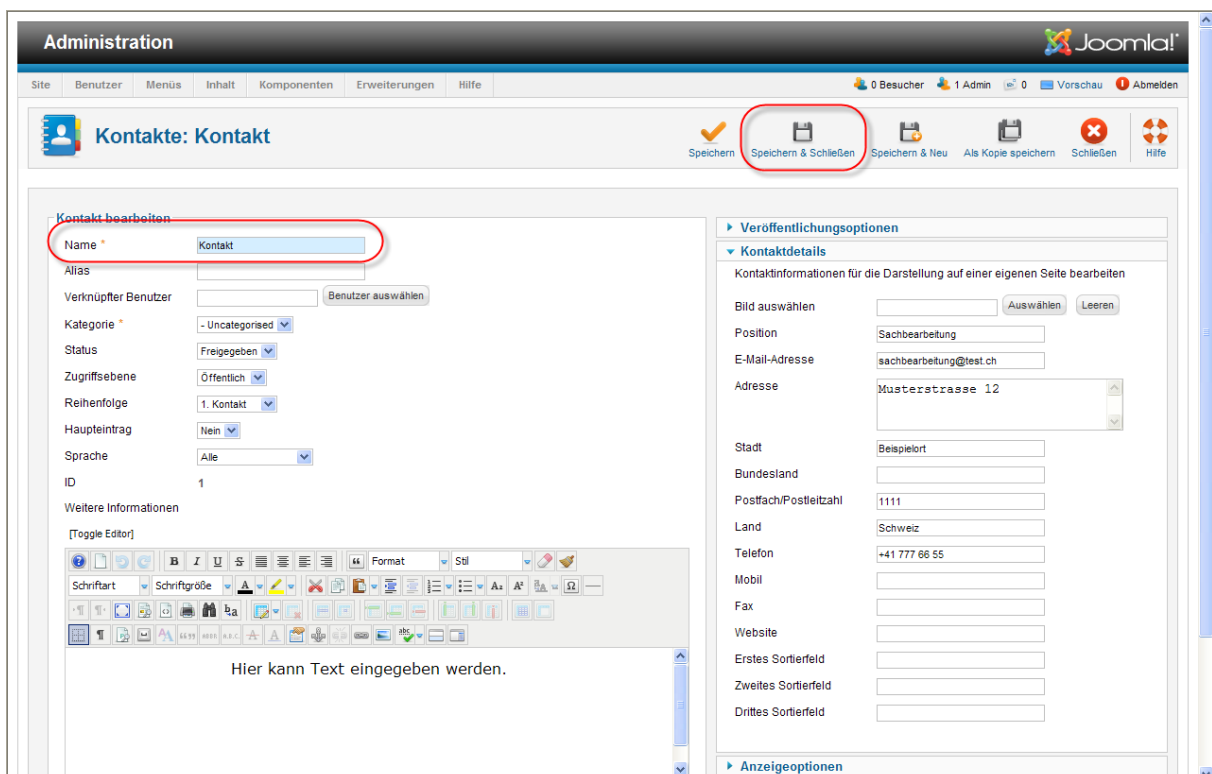 Administration
Joomla!
Site Benutzer Menüs Inhalt Komponenten Erweiterungen Hilfe
0 Besucher 1 Admin 0 Vorschau Abmelden
Kontakte: Kontakt
Speichern Speichern & Schließen Speichern & Neu Als Kopie speichern Schließen Hilfe
Kontakt bearbeiten
Name * Kontakt
Alias
Verknüpfter Benutzer Benutzer auswählen
Kategorie * - Uncategorised
Status Freigegeben
Zugriffsebene Öffentlich
Reihenfolge 1. Kontakt
Haupteintrag Nein
Sprache Alle
ID 1
Weitere Informationen
[Toggle Editor]
B I U S Format Stil
Schriftart Schriftgröße
Hier kann Text eingegeben werden.
Veröffentlichungsoptionen
Kontaktdetails
Kontaktinformationen für die Darstellung auf einer eigenen Seite bearbeiten
Bild auswählen Auswählen Leeren
Position Sachbearbeitung
E-Mail-Adresse sachbearbeitung@test.ch
Adresse Musterstrasse 12
Stadt Beispielort
Bundesland
Postfach/Postleitzahl 1111
Land Schweiz
Telefon +41 777 66 55
Mobil
Fax
Website
Erstes Sortierfeld
Zweites Sortierfeld
Drittes Sortierfeld
Anzeigeoptionen